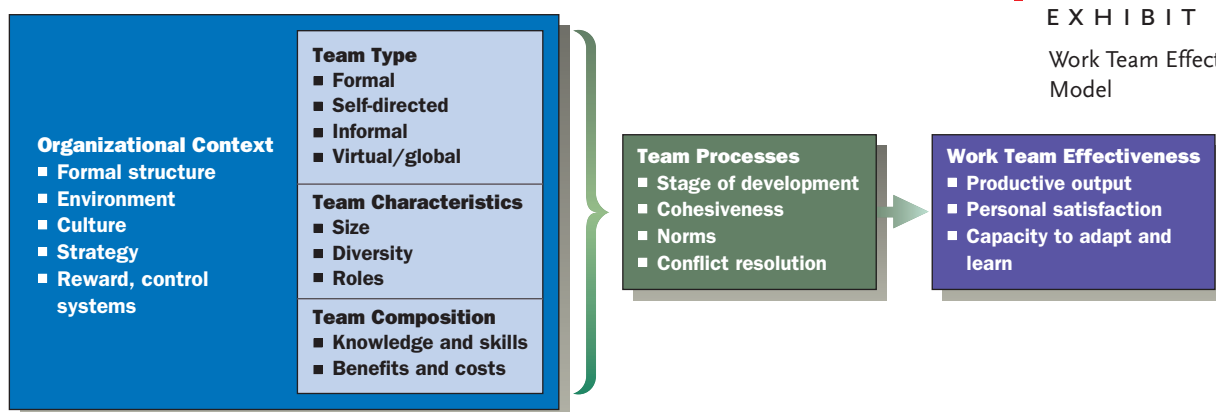 EXHIBIT
Work Team Effect
Model
Organizational Context
■ Formal structure
■ Environment
■ Culture
■ Strategy
■ Reward, control
systems
Team Type
■ Formal
■ Self-directed
■ Informal
■ Virtual/global
Team Characteristics
■ Size
■ Diversity
■ Roles
Team Composition
■ Knowledge and skills
■ Benefits and costs
Team Processes
■ Stage of development
■ Cohesiveness
■ Norms
■ Conflict resolution
Work Team Effectiveness
■ Productive output
■ Personal satisfaction
■ Capacity to adapt and
learn